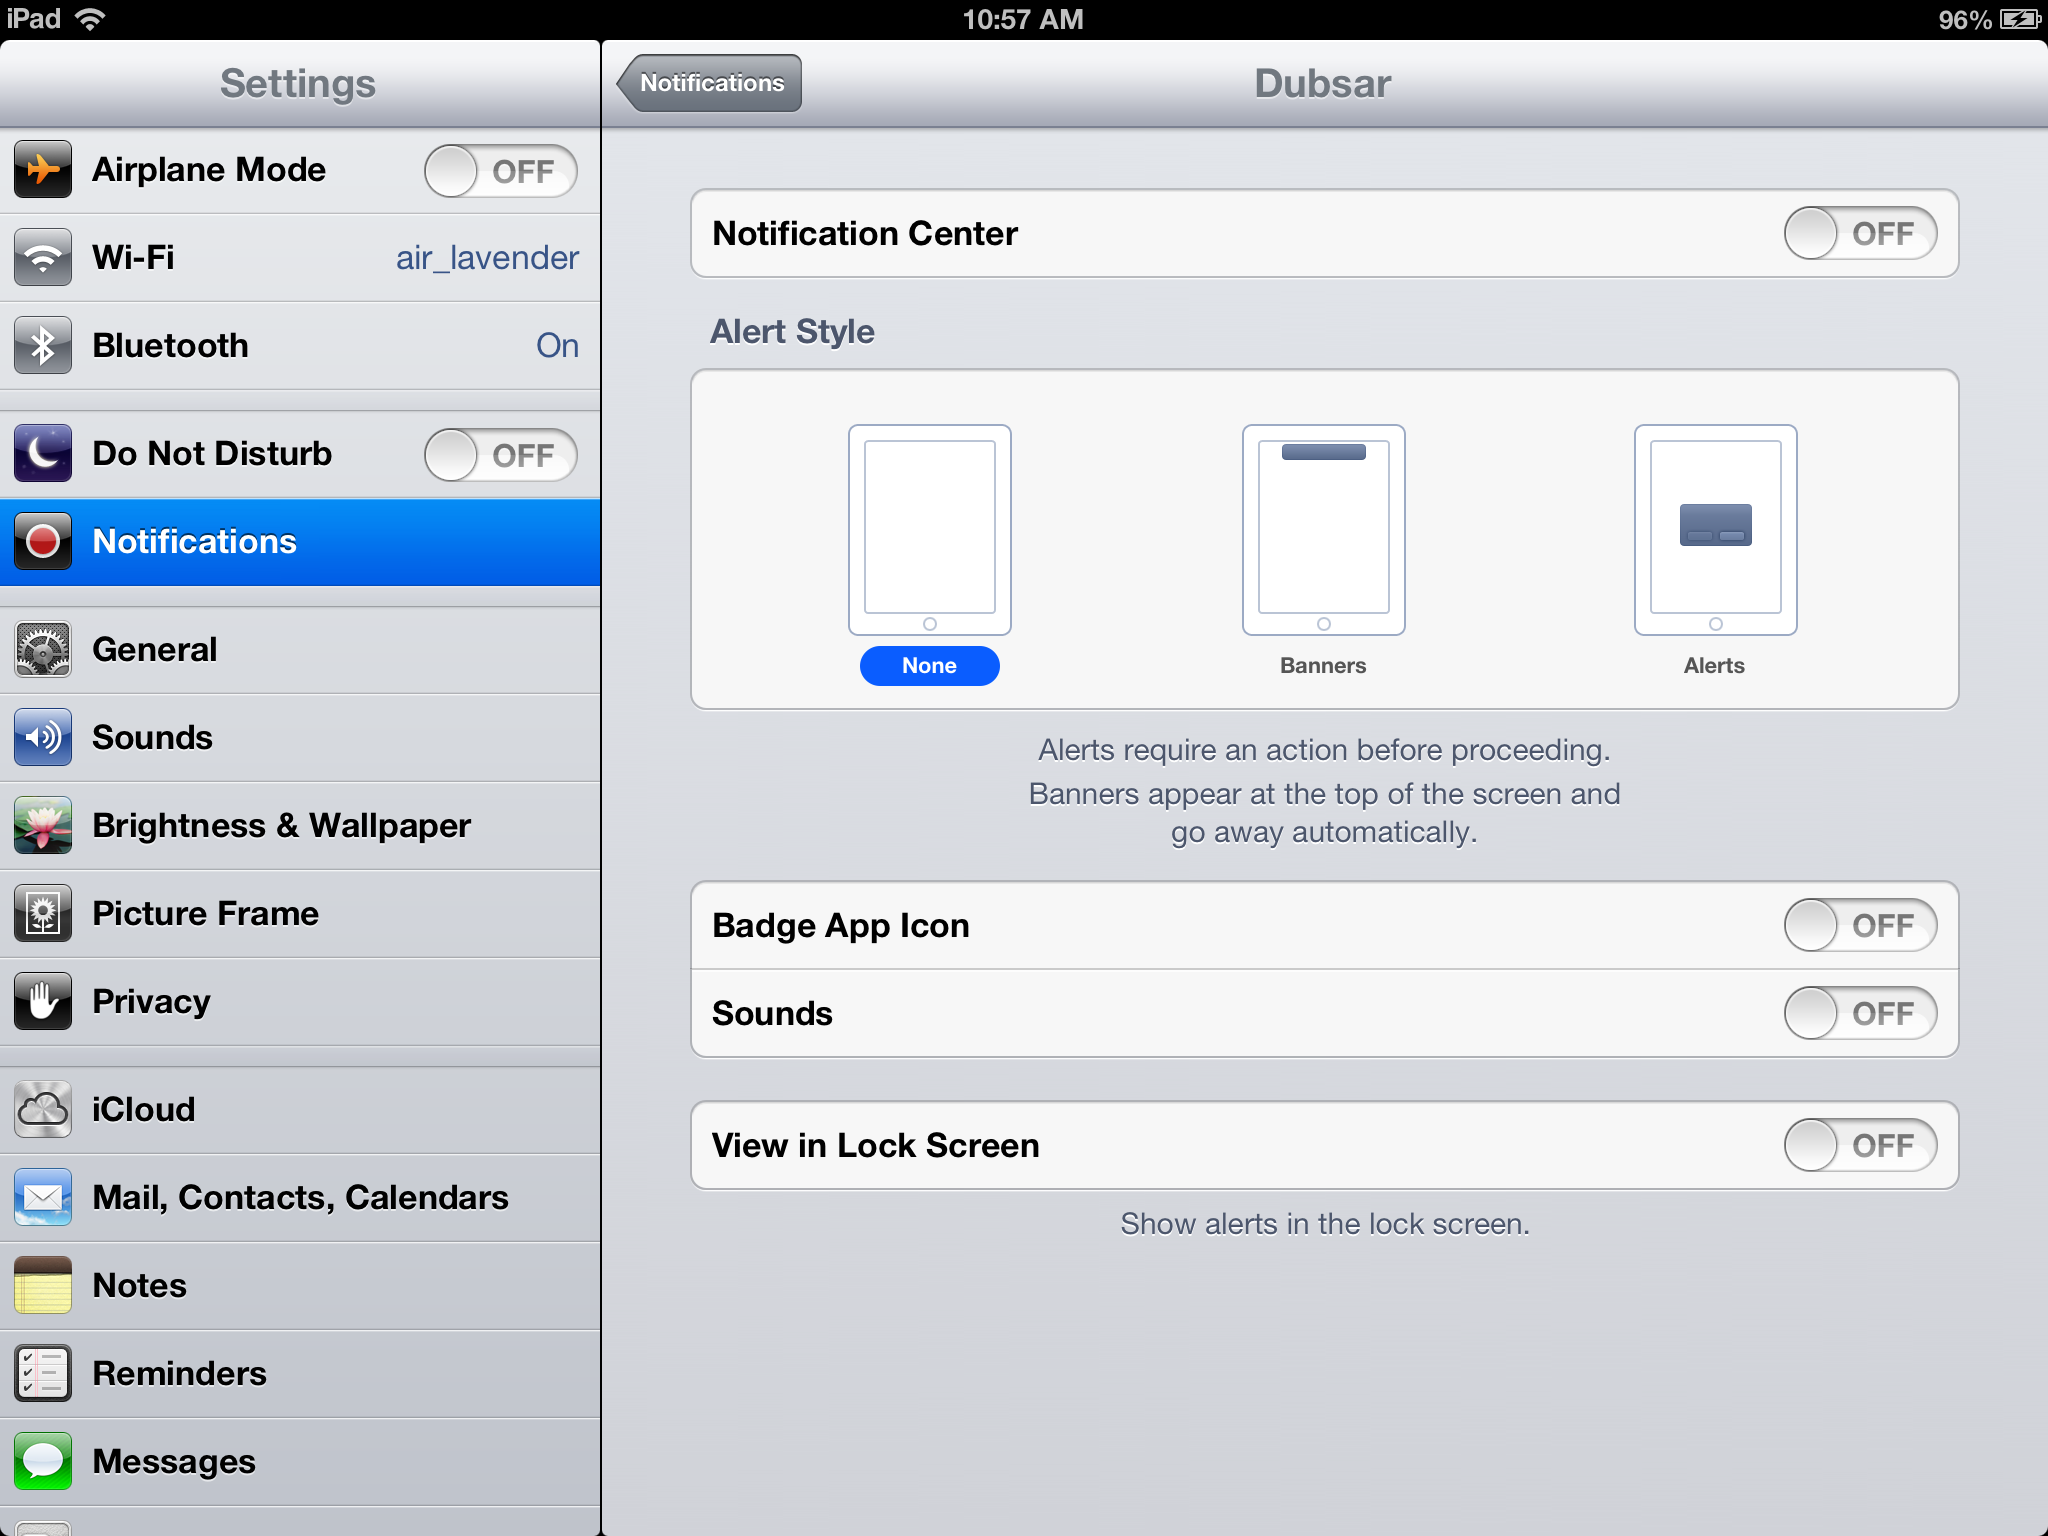 iPad
10:57 AM
96%
Settings
Airplane Mode OFF
Wi-Fi air_lavender
Bluetooth On
Do Not Disturb OFF
Notifications
General
Sounds
Brightness & Wallpaper
Picture Frame
Privacy
iCloud
Mail, Contacts, Calendars
Notes
Reminders
Messages
Notifications
Dubsar
Notification Center OFF
Alert Style
None Banners Alerts
Alerts require an action before proceeding.
Banners appear at the top of the screen and
go away automatically.
Badge App Icon OFF
Sounds OFF
View in Lock Screen OFF
Show alerts in the lock screen.